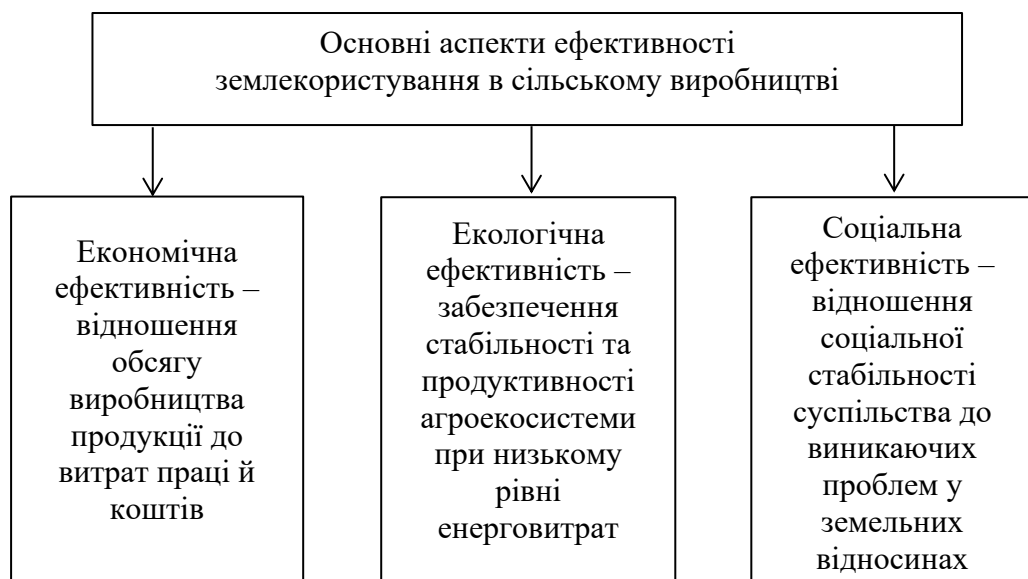 Основні аспекти ефективності
землекористування в сільському виробництві
Економічна
ефективність –
відношення
обсягу
виробництва
продукції до
витрат праці й
коштів
Екологічна
ефективність –
забезпечення
стабільності та
продуктивності
агроекосистеми
при низькому
рівні
енерговитрат
Соціальна
ефективність –
відношення
соціальної
стабільності
суспільства до
виникаючих
проблем у
земельних
відносинах